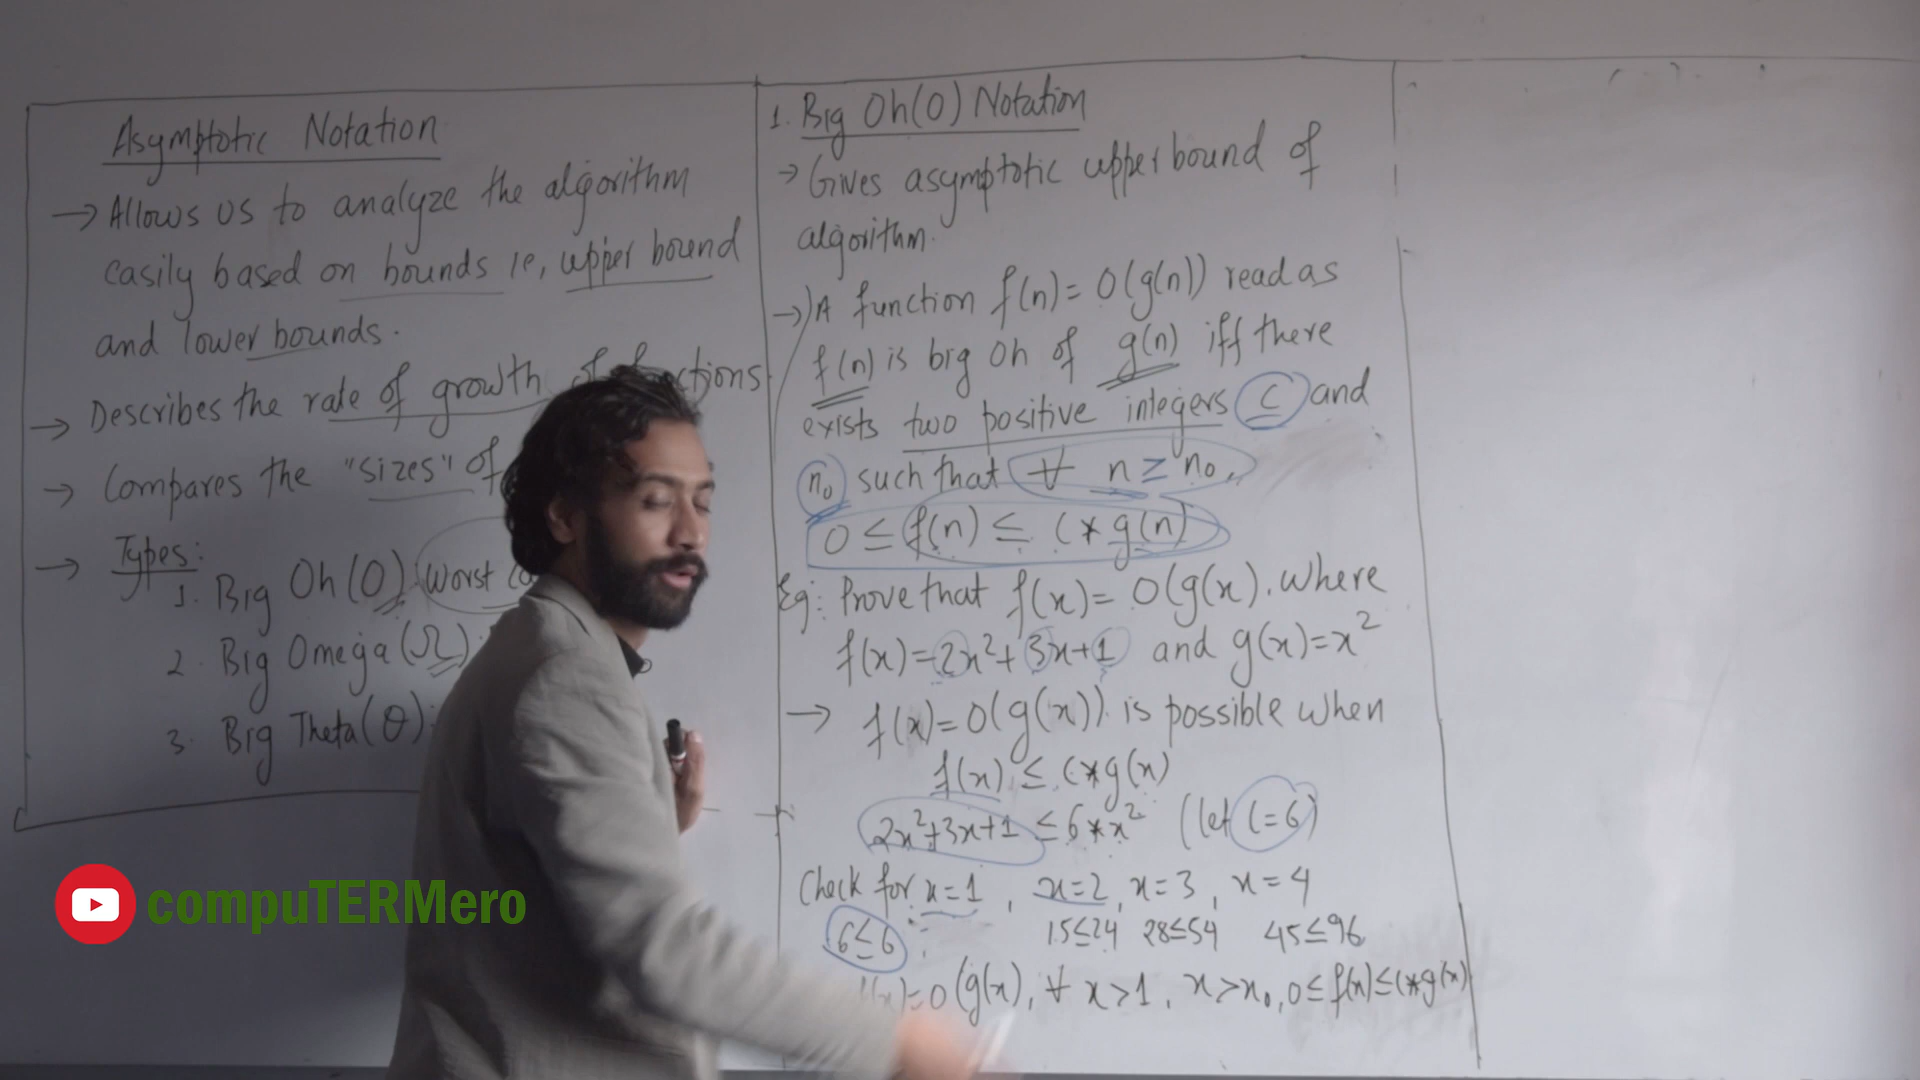 Asymptotic Notation
→ Allows us to analyze the algorithm
easily based on bounds ie, upper bound
and lower bounds.
→ Describes the rate of growth of functions
→ Compares the "sizes" of
→ Types:
1. Big Oh (O) Worst
2. Big Omega (Ω):
3. Big Theta (θ):
1. Big Oh(O) Notation
→ Gives asymptotic upper bound of
algorithm.
→ A function f(n) = O(g(n)) read as
f(n) is big oh of g(n) iff there
exists two positive integers c and
n₀ such that ∀ n ≥ n₀,
0 ≤ f(n) ≤ c*g(n)
Eg: Prove that f(x) = O(g(x). where
f(x) = 2x²+3x+1 and g(x)=x²
→ f(x)=O(g(x)) is possible when
f(x) ≤ c*g(x)
2x²+3x+1 ≤ 6*x² (let c=6)
Check for x=1, x=2, x=3, x=4
6≤6 15≤24 28≤54 45≤96
f(x)=O(g(x), ∀ x>1, x>x₀, 0≤f(x)≤c*g(x)
compuTERMero